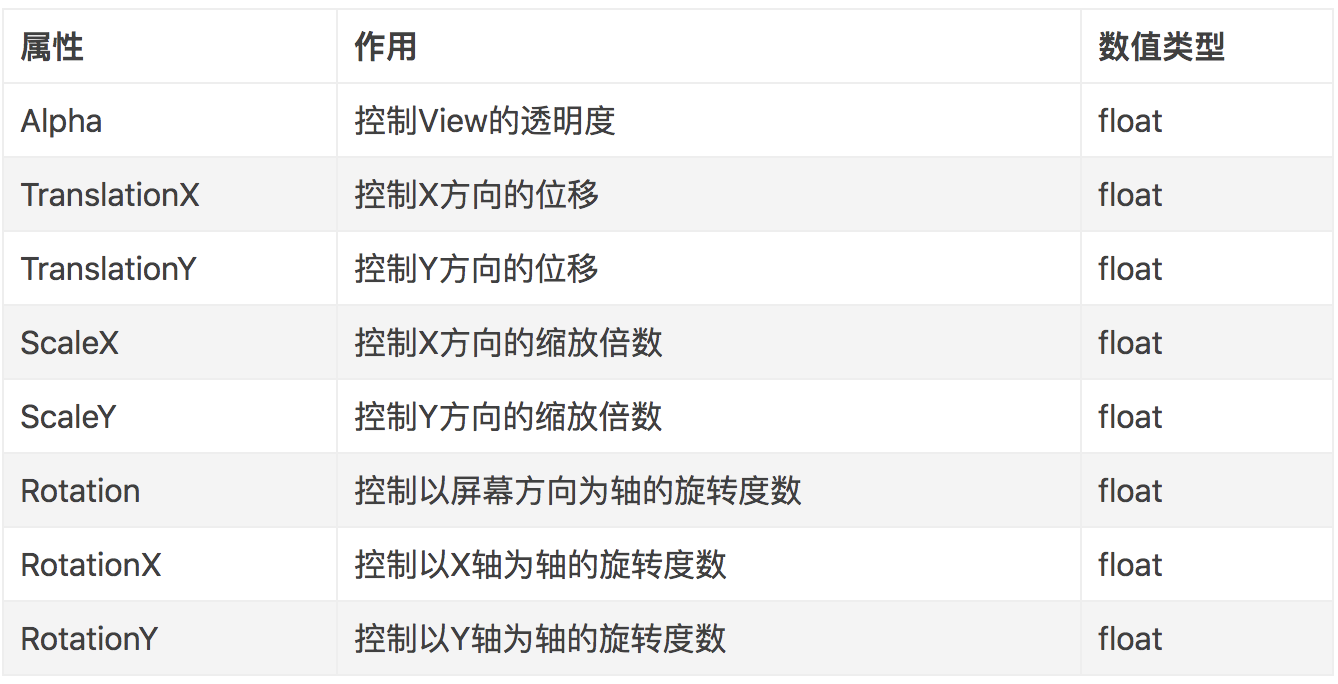 属性 作用 数值类型
Alpha 控制View的透明度 float
TranslationX 控制X方向的位移 float
TranslationY 控制Y方向的位移 float
ScaleX 控制X方向的缩放倍数 float
ScaleY 控制Y方向的缩放倍数 float
Rotation 控制以屏幕方向为轴的旋转度数 float
RotationX 控制以X轴为轴的旋转度数 float
RotationY 控制以Y轴为轴的旋转度数 float